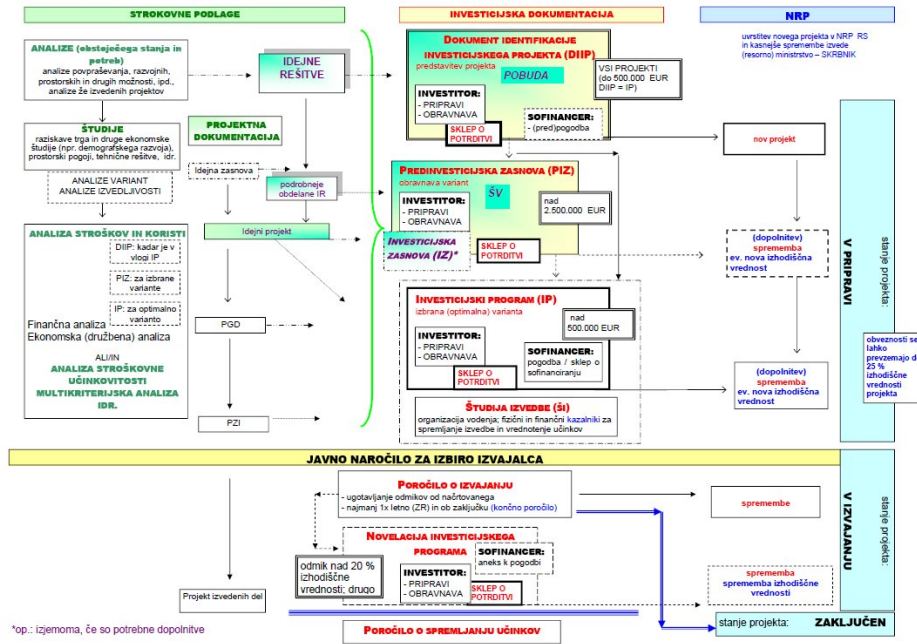 STROKOVNE PODLAGE
INVESTICIJSKA DOKUMENTACIJA
NRP
ANALIZE (obstoječega stanja in
potreb)
analize povpraševanja, razvojnih,
prostorskih in drugih možnosti, ipd.,
analize že izvedenih projektov
ŠTUDIJE
raziskave trga in druge ekonomske
študije (npr. demografskega razvoja),
prostorski pogoji, tehnične rešitve, idr.
ANALIZE VARIANT
ANALIZE IZVEDLJIVOSTI
ANALIZA STROŠKOV IN KORISTI
DIIP: kadar je v
vlogi IP
PIZ: za izbrane
variante
IP: za optimalno
varianto
Finančna analiza
Ekonomska (družbena) analiza
ALI/IN
ANALIZA STROŠKOVNE
UČINKOVITOSTI
MULTIKRITERIJSKA ANALIZA
IDR.
IDEJNE
REŠITVE
PROJEKTNA
DOKUMENTACIJA
Idejna zasnova
podrobneje
obdelane IR
Idejni projekt
PGD
PZI
DOKUMENT IDENTIFIKACIJE
INVESTICIJSKEGA PROJEKTA (DIIP)
predstavitev projekta
POBUDA
INVESTITOR:
- PRIPRAVI
- OBRAVNAVA
SKLEP O
POTRDITVI
SOFINANCER:
- (pred)pogodba
VSI PROJEKTI
(do 500.000 EUR
DIIP = IP)
PREDINVESTICIJSKA ZASNOVA (PIZ)
obravnava variant
ŠV
INVESTITOR:
- PRIPRAVI
- OBRAVNAVA
nad
2.500.000 EUR
INVESTICIJSKA
ZASNOVA (IZ)*
SKLEP O
POTRDITVI
INVESTICIJSKI PROGRAM (IP)
izbrana (optimalna) varianta
nad
500.000 EUR
INVESTITOR:
- PRIPRAVI
- OBRAVNAVA
SKLEP O
POTRDITVI
SOFINANCER:
pogodba / sklep o
sofinanciranju
ŠTUDIJA IZVEDBE (ŠI)
organizacija vodenja; fizični in finančni kazalniki za
spremljanje izvedbe in vrednotenje učinkov
uvrstitev novega projekta v NRP RS
in kasnejše spremembe izvede
(resorno) ministrstvo – SKRBNIK
nov projekt
(dopolnitev)
sprememba
ev. nova izhodiščna
vrednost
(dopolnitev)
sprememba
ev. nova izhodiščna
vrednost
V PRIPRAVI
stanje projekta:
obveznosti se
lahko
prevzemajo do
25 %
izhodiščne
vrednosti
projekta
JAVNO NAROČILO ZA IZBIRO IZVAJALCA
POROČILO O IZVAJANJU
- ugotavljanje odmikov od načrtovanega
- najmanj 1x letno (ZR) in ob zaključku (končno poročilo)
spremembe
NOVELACIJA INVESTICIJSKEGA
PROGRAMA
SOFINANCER:
aneks k pogodbi
odmik nad 20 %
izhodiščne
vrednosti; drugo
INVESTITOR:
- PRIPRAVI
- OBRAVNAVA
SKLEP O
POTRDITVI
sprememba
sprememba izhodiščne
vrednosti
V IZVAJANJU
stanje projekta:
Projekt izvedenih del
stanje projekta: ZAKLJUČEN
*op.: izjemoma, če so potrebne dopolnitve
POROČILO O SPREMLJANJU UČINKOV